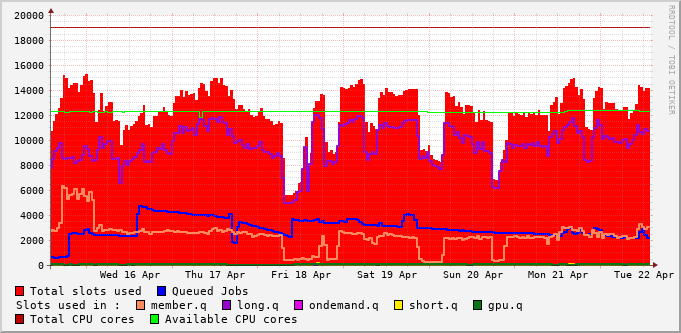 RRDTOOL / TOBI OETIKER
20000
18000
16000
14000
12000
10000
8000
6000
4000
2000
0
Wed 16 Apr Thu 17 Apr Fri 18 Apr Sat 19 Apr Sun 20 Apr Mon 21 Apr Tue 22 Apr
Total slots used Queued Jobs
Slots used in : member.q long.q ondemand.q short.q gpu.q
Total CPU cores Available CPU cores